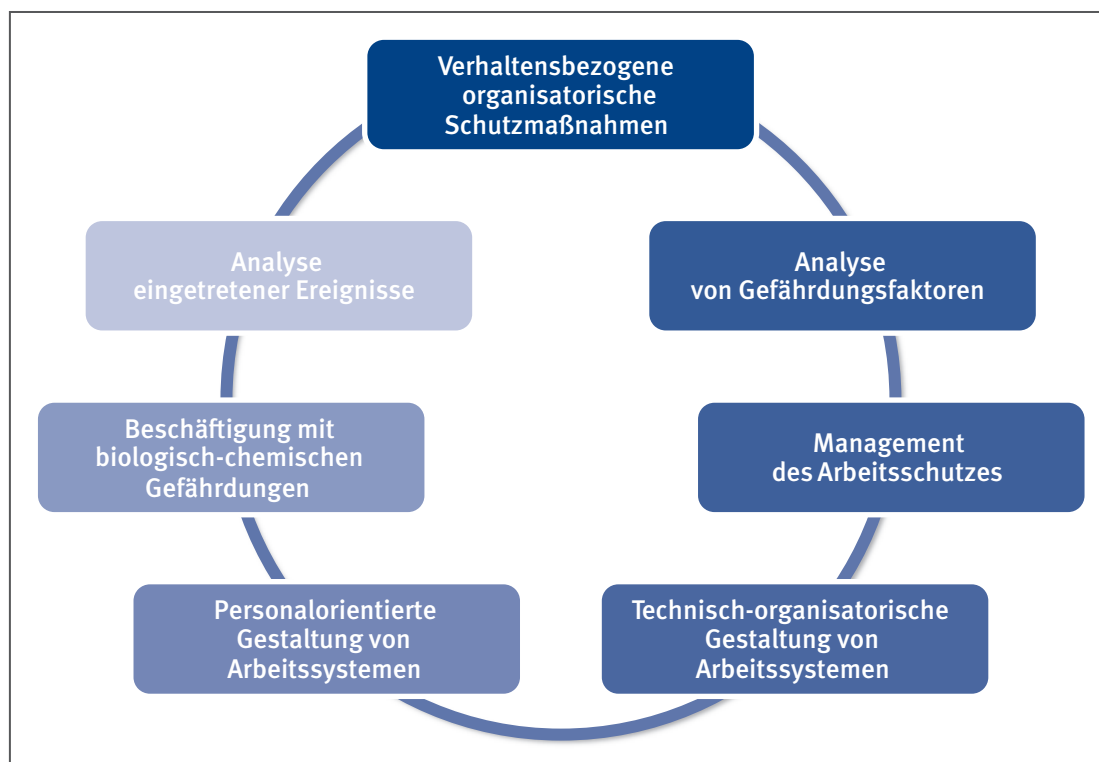 Verhaltensbezogene
organisatorische
Schutzmaßnahmen
Analyse
eingetretener Ereignisse
Analyse
von Gefährdungsfaktoren
Beschäftigung mit
biologisch-chemischen
Gefährdungen
Management
des Arbeitsschutzes
Personalorientierte
Gestaltung von
Arbeitssystemen
Technisch-organisatorische
Gestaltung von
Arbeitssystemen